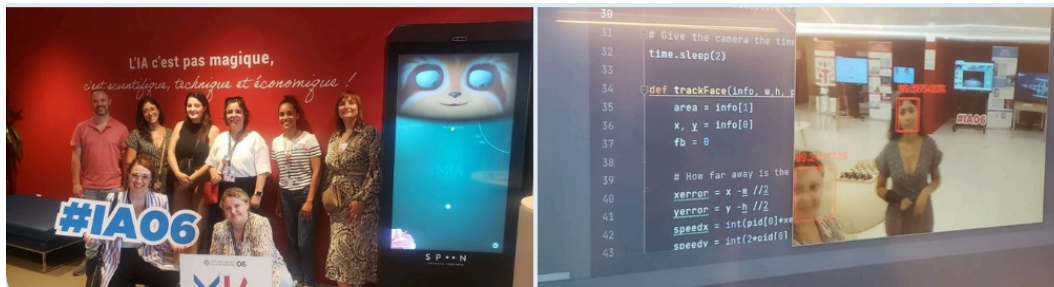 L'IA c'est pas magique,
c'est scientifique, technique et économique !
#IA06
06
MIA
SPOON
30
31 # Give the camera the time
32 time.sleep(2)
33
34 def trackFace(info, w,h, p
35 area = info[1]
36 x, y = info[0]
37 fb = 0
38
39 # How far away is the
40 xerror = x -w //2
41 yerror = y -h //2
42 speedx = int(pid[0]*xe
43 speedy = int(2*pid[0]
#IA06